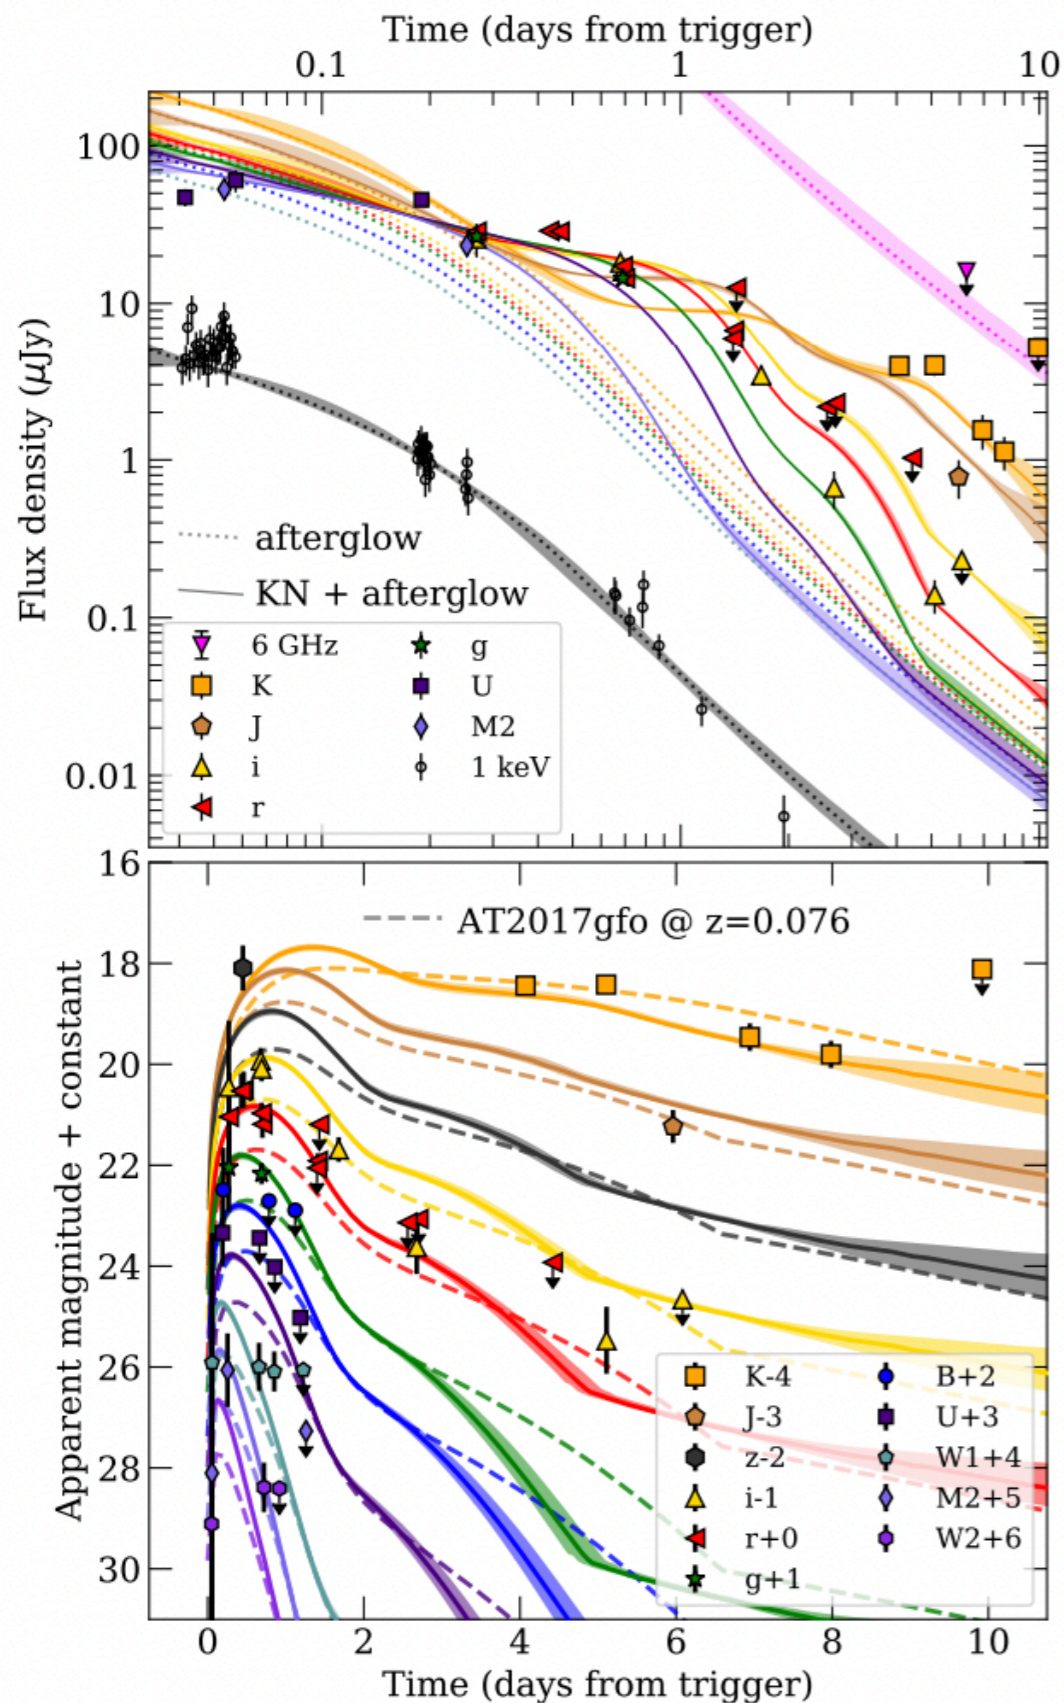 Time (days from trigger)
0.1 1 10
100
10
1
0.1
0.01
Flux density (μJy)
afterglow
KN + afterglow
6 GHz
K
J
i
r
g
U
M2
1 keV
16
18
20
22
24
26
28
30
Apparent magnitude + constant
AT2017gfo @ z=0.076
K-4
J-3
z-2
i-1
r+0
g+1
B+2
U+3
W1+4
M2+5
W2+6
0 2 4 6 8 10
Time (days from trigger)